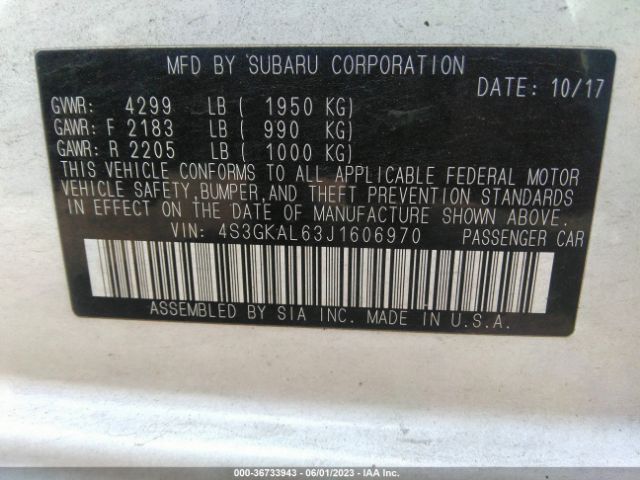 MFD BY SUBARU CORPORATION
DATE: 10/17
GVWR: 4299 LB ( 1950 KG)
GAWR: F 2183 LB ( 990 KG)
GAWR: R 2205 LB ( 1000 KG)
THIS VEHICLE CONFORMS TO ALL APPLICABLE FEDERAL MOTOR
VEHICLE SAFETY,BUMPER,AND THEFT PREVENTION STANDARDS
IN EFFECT ON THE DATE OF MANUFACTURE SHOWN ABOVE.
VIN: 4S3GKAL63J1606970 PASSENGER CAR
ASSEMBLED BY SIA INC. MADE IN U.S.A.
000-36733943 - 06/01/2023 - IAAI.com